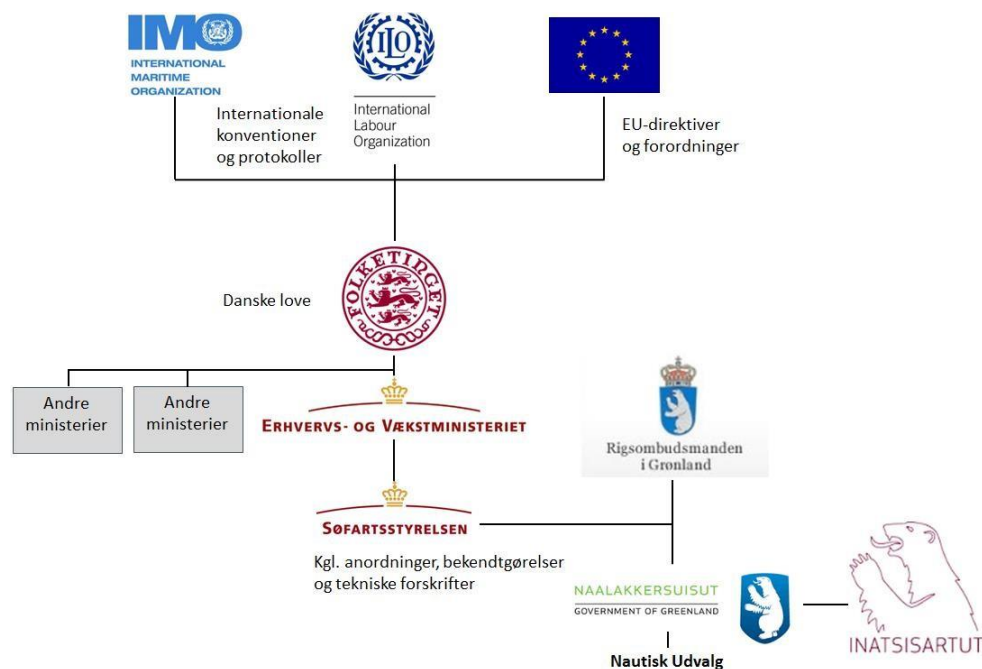 IMO
INTERNATIONAL
MARITIME
ORGANIZATION
Internationale
konventioner
og protokoller
ILO
International
Labour
Organization
EU-direktiver
og forordninger
Danske love
FOLKETINGET
Andre
ministerier
Andre
ministerier
ERHVERVS- OG VÆKSTMINISTERIET
Rigsombudsmanden
i Grønland
SØFARTSSTYRELSEN
Kgl. anordninger, bekendtgørelser
og tekniske forskrifter
NAALAKKERSUISUT
GOVERNMENT OF GREENLAND
INATSISARTUT
Nautisk Udvalg